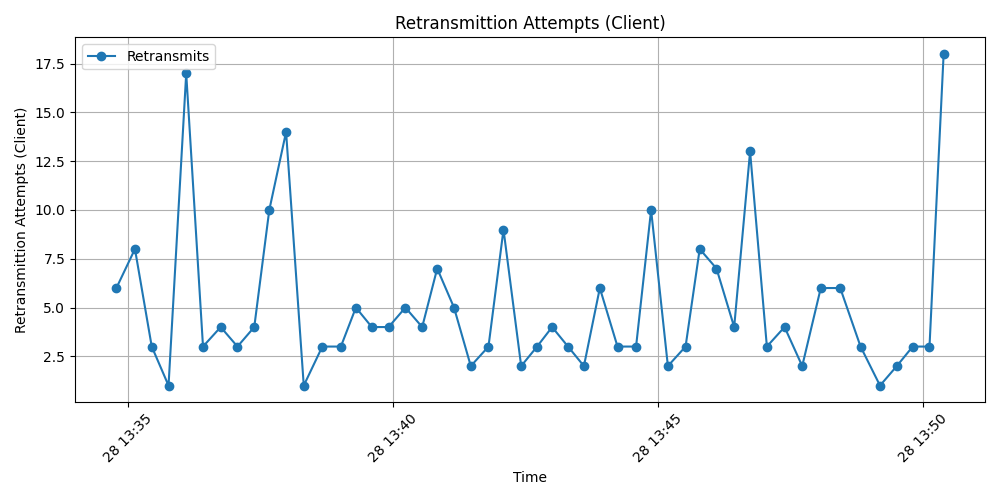 Retransmittion Attempts (Client)
Retransmits
Retransmittion Attempts (Client)
17.5
15.0
12.5
10.0
7.5
5.0
2.5
28 13:35
28 13:40
28 13:45
28 13:50
Time